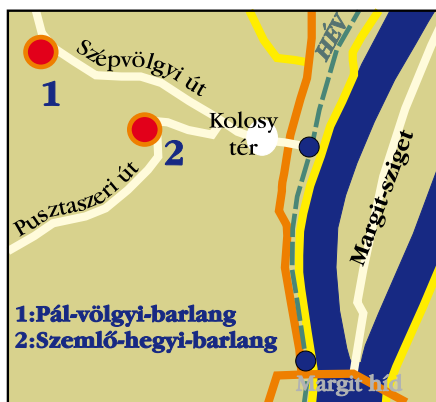 HÉV
Szépvölgyi út
1
Kolosy
tér
2
Pusztaszeri út
Margit-sziget
1:Pál-völgyi-barlang
2:Szemlő-hegyi-barlang
Margit híd